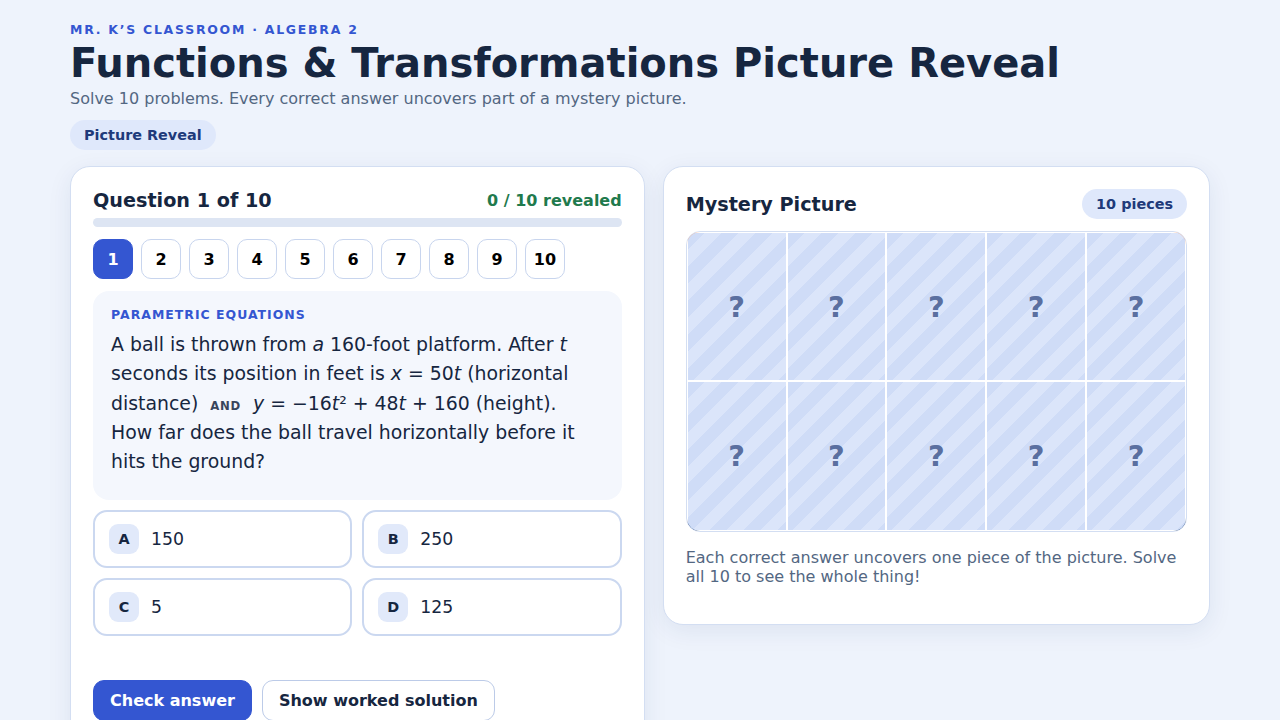 MR. K’S CLASSROOM · ALGEBRA 2
Functions & Transformations Picture Reveal
Solve 10 problems. Every correct answer uncovers part of a mystery picture.
Picture Reveal
Question 1 of 10
0 / 10 revealed
1 2 3 4 5 6 7 8 9 10
PARAMETRIC EQUATIONS
A ball is thrown from a 160-foot platform. After t
seconds its position in feet is x = 50t (horizontal
distance) AND y = −16t² + 48t + 160 (height).
How far does the ball travel horizontally before it
hits the ground?
A 150
B 250
C 5
D 125
Check answer
Show worked solution
Mystery Picture
10 pieces
? ? ? ? ?
? ? ? ? ?
Each correct answer uncovers one piece of the picture. Solve
all 10 to see the whole thing!